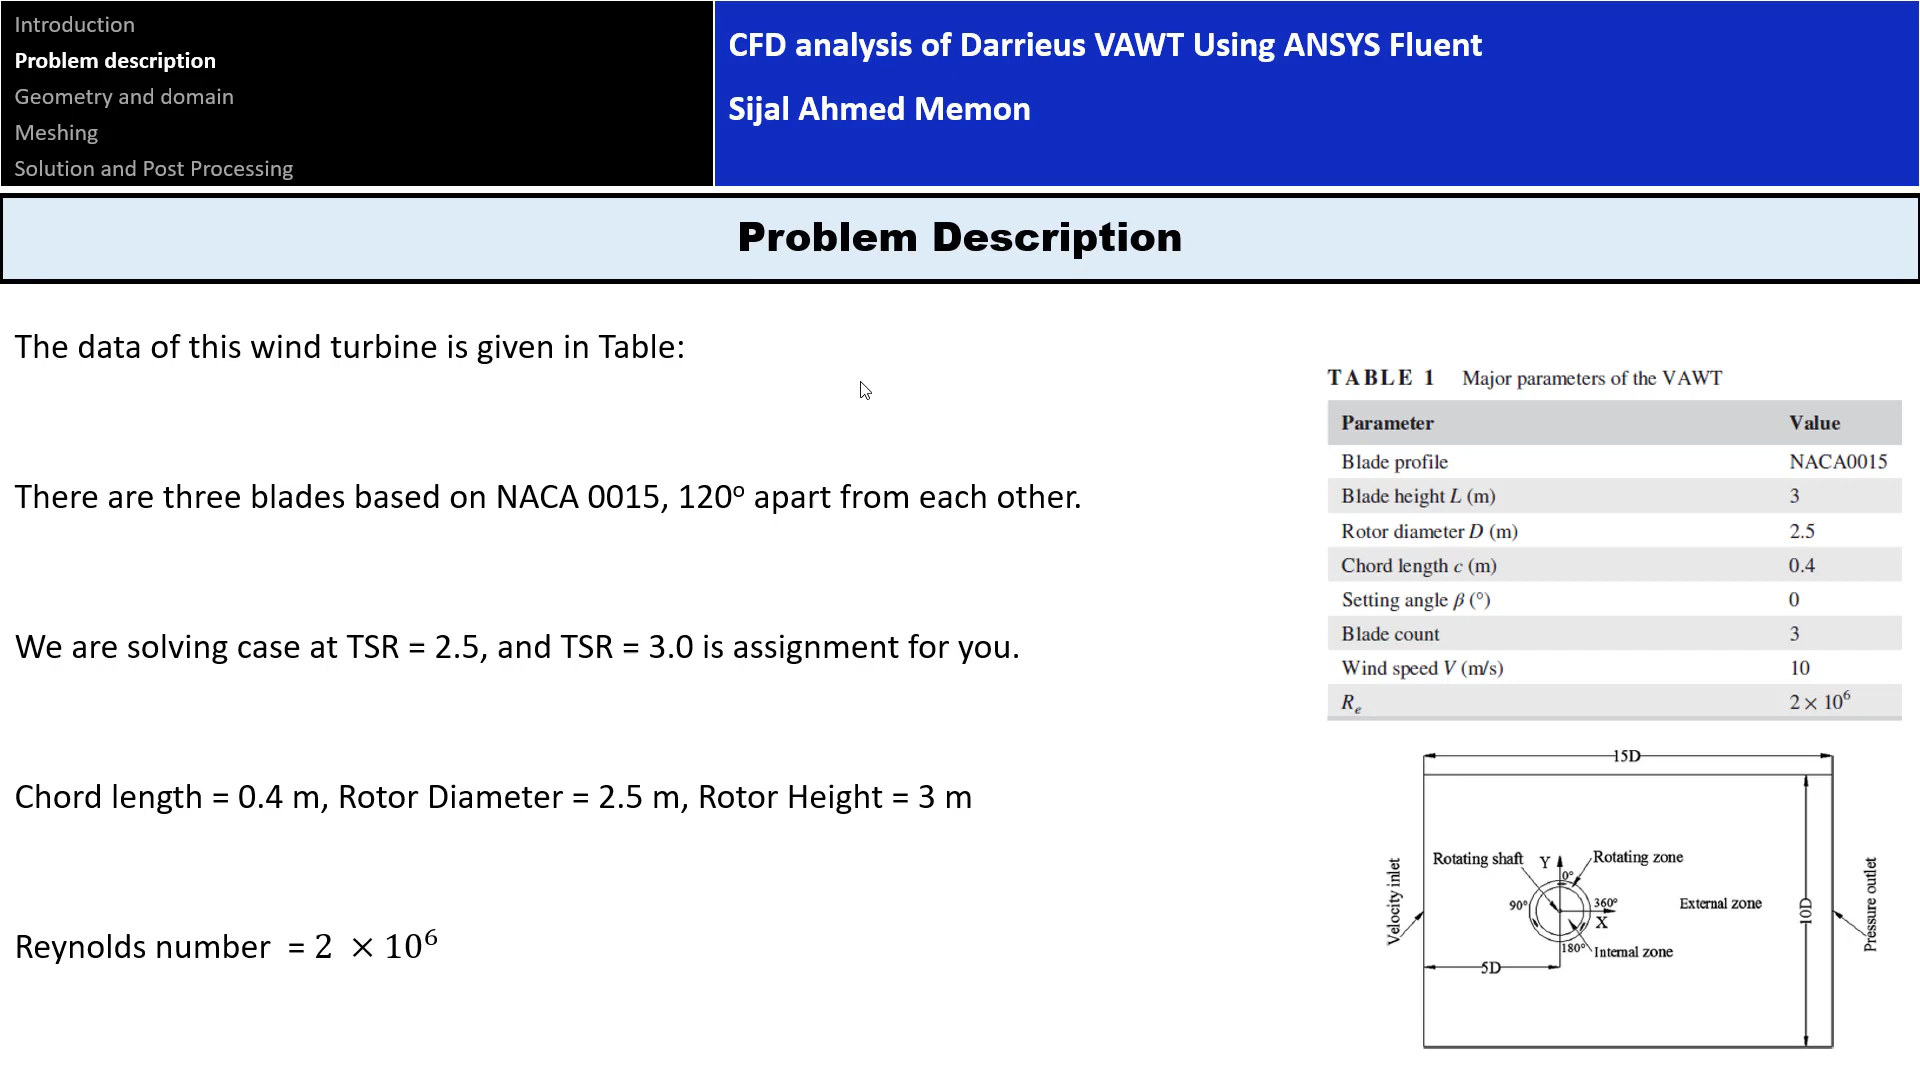 Introduction
Problem description
Geometry and domain
Meshing
Solution and Post Processing
CFD analysis of Darrieus VAWT Using ANSYS Fluent
Sijal Ahmed Memon
Problem Description
The data of this wind turbine is given in Table:
There are three blades based on NACA 0015, 120ᵒ apart from each other.
We are solving case at TSR = 2.5, and TSR = 3.0 is assignment for you.
Chord length = 0.4 m, Rotor Diameter = 2.5 m, Rotor Height = 3 m
Reynolds number = 2 × 10⁶
TABLE 1 Major parameters of the VAWT
Parameter Value
Blade profile NACA0015
Blade height L (m) 3
Rotor diameter D (m) 2.5
Chord length c (m) 0.4
Setting angle β (°) 0
Blade count 3
Wind speed V (m/s) 10
Rₑ 2 × 10⁶
15D
Rotating shaft Y Rotating zone
0°
90° 360° External zone
X
180° Internal zone
5D
10D
Velocity inlet
Pressure outlet